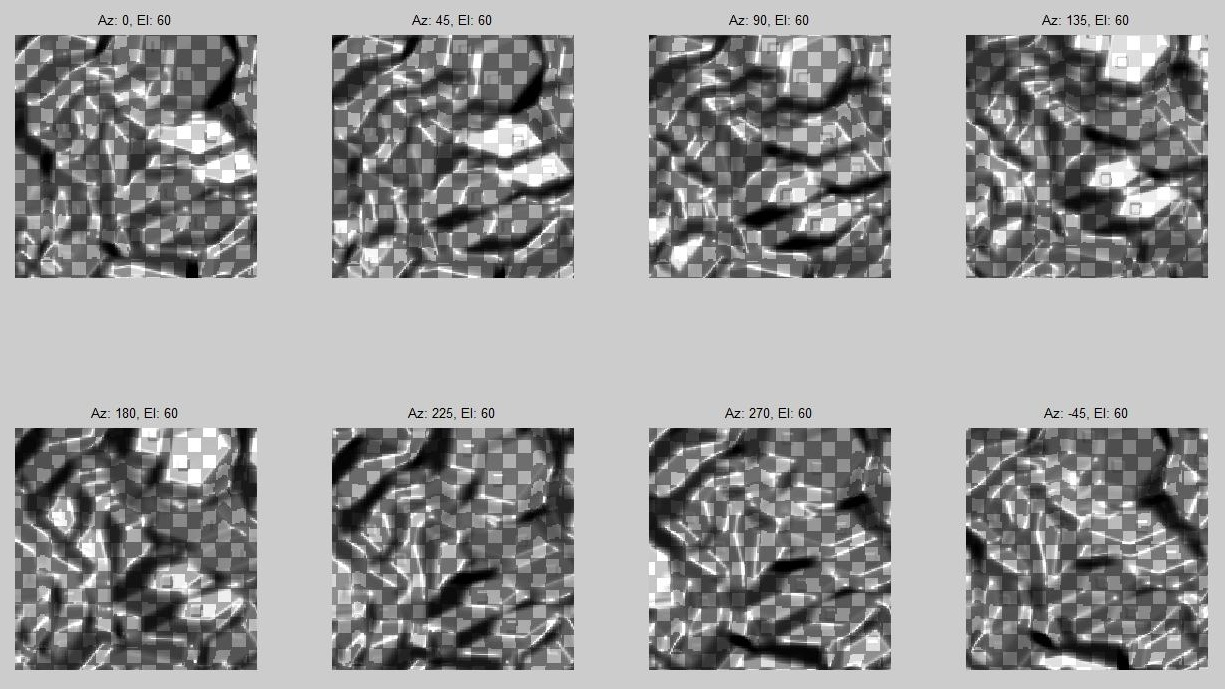 Az: 0, El: 60
Az: 45, El: 60
Az: 90, El: 60
Az: 135, El: 60
Az: 180, El: 60
Az: 225, El: 60
Az: 270, El: 60
Az: -45, El: 60